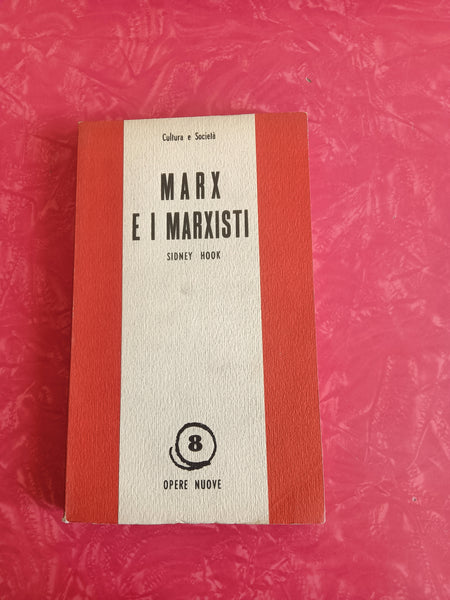 Cultura e Società
MARX
E I MARXISTI
SIDNEY HOOK
8
OPERE NUOVE